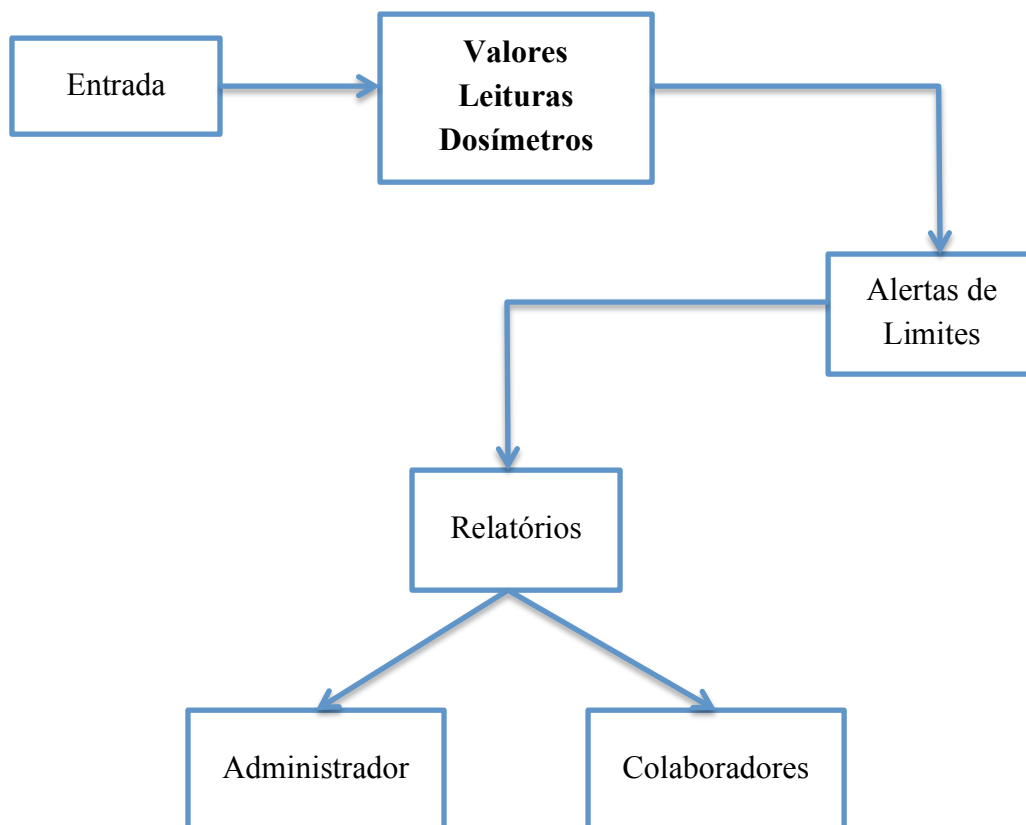 Entrada
Valores
Leituras
Dosímetros
Alertas de
Limites
Relatórios
Administrador
Colaboradores